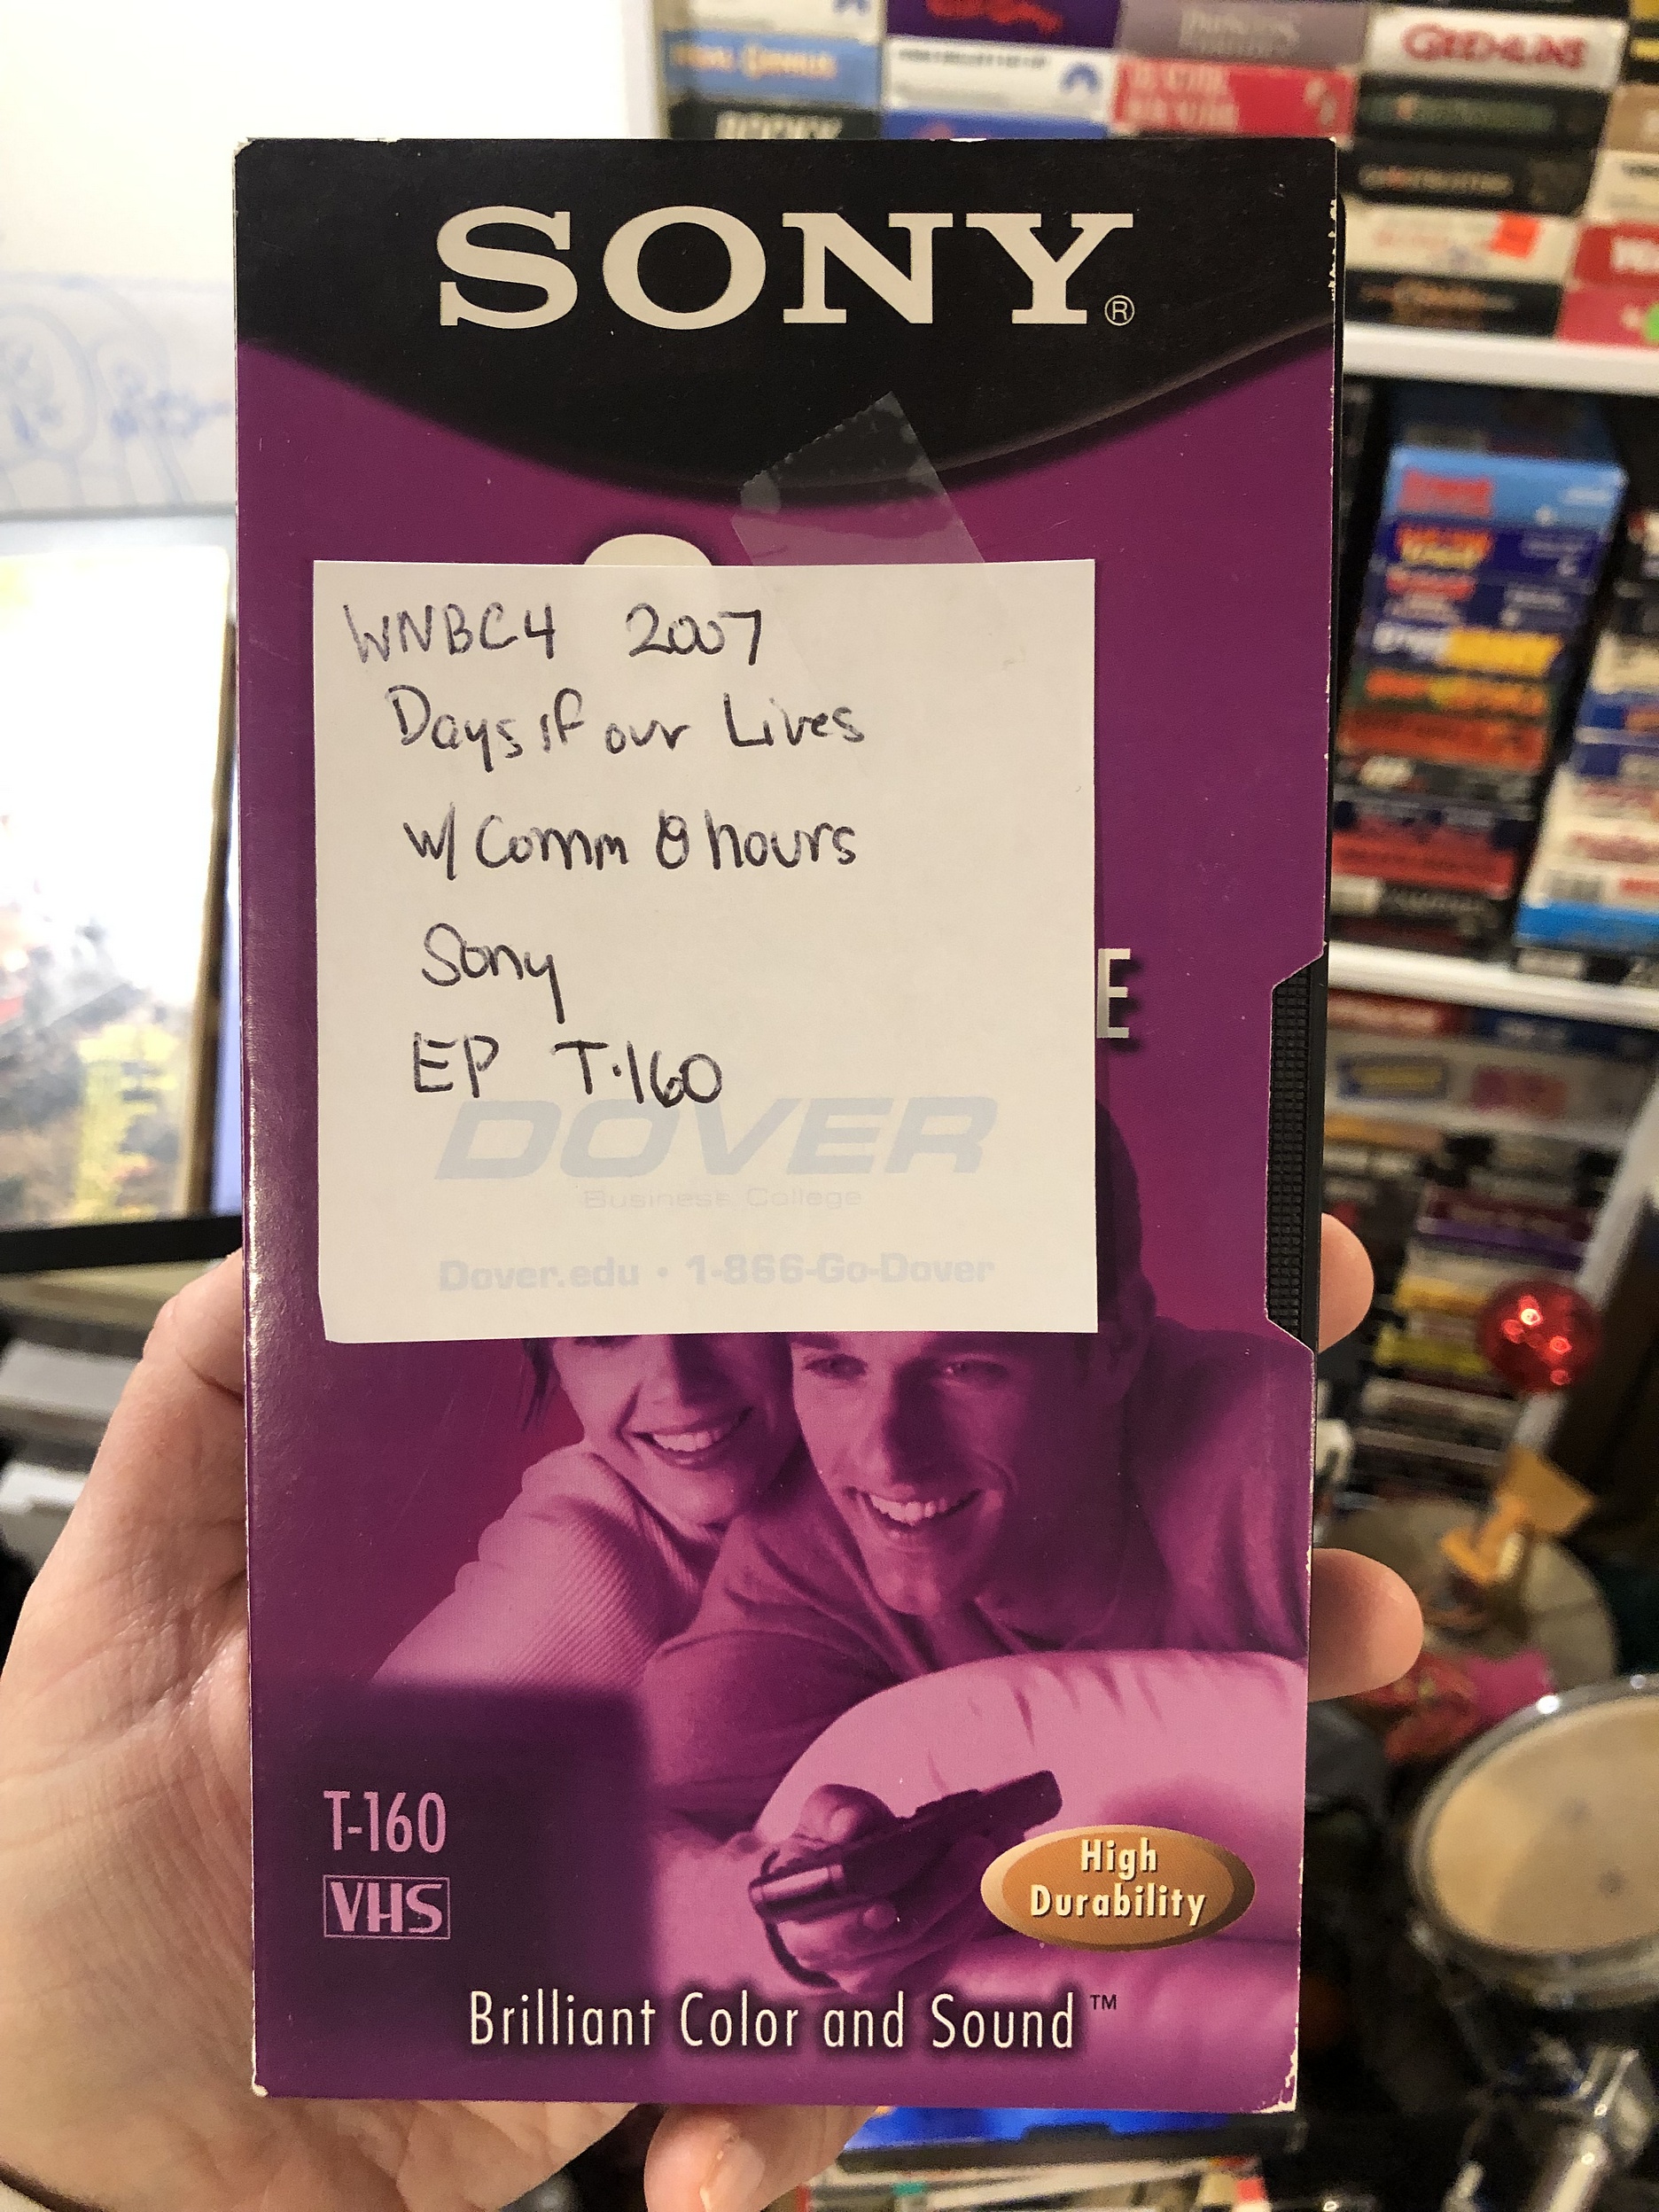 GREMLINS
SONY®
WNBC4 2007
Days if our Lives
w/ Comm 8 hours
Sony
E
EP T-160
DOVER
Business College
Dover.edu • 1-866-Go-Dover
T-160
VHS
High
Durability
Brilliant Color and Sound™